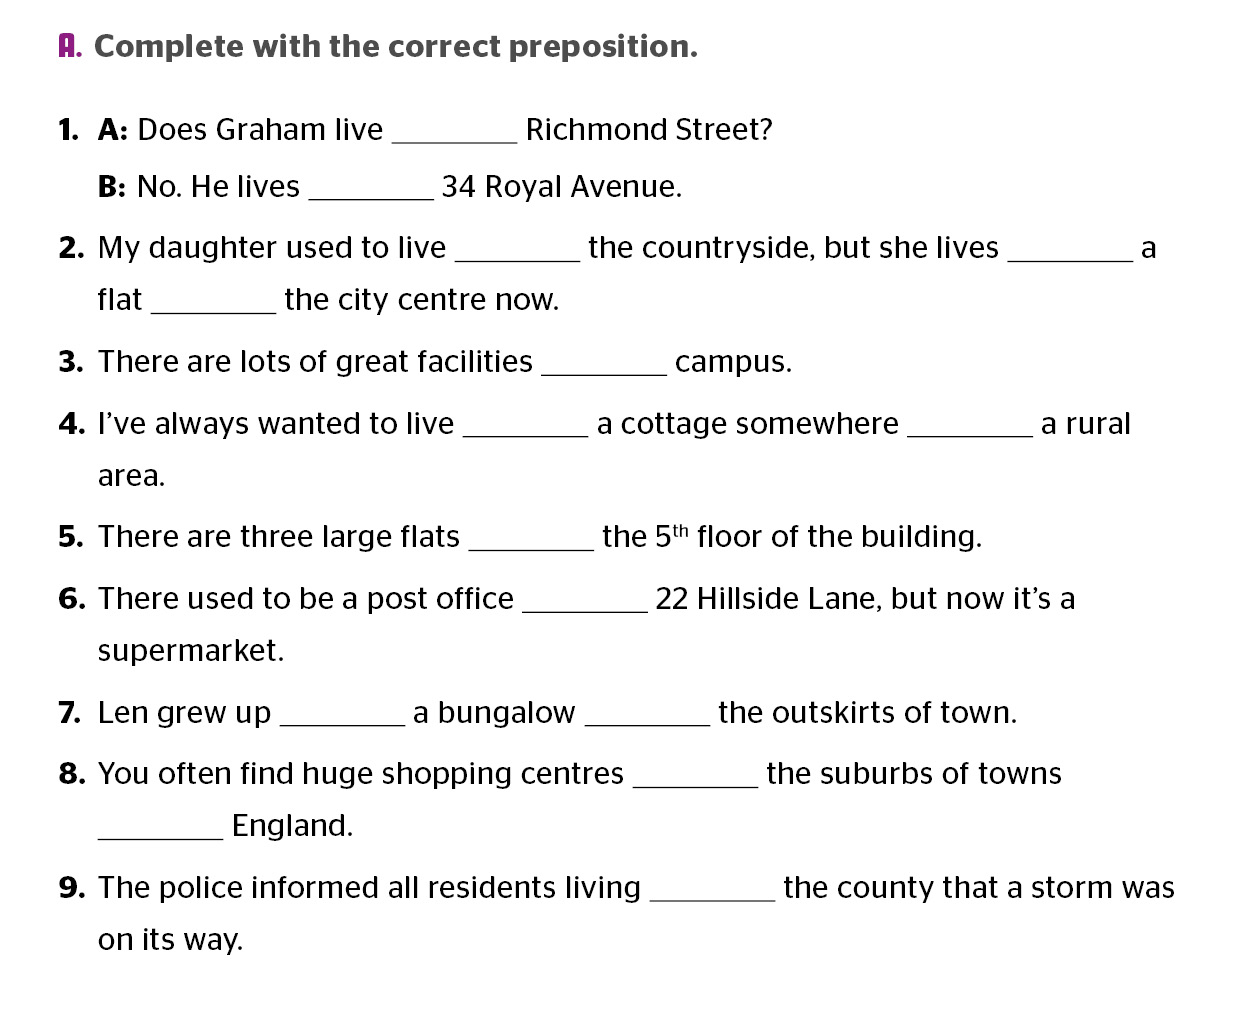 A. Complete with the correct preposition.
1. A: Does Graham live ________ Richmond Street?
B: No. He lives ________ 34 Royal Avenue.
2. My daughter used to live ________ the countryside, but she lives ________ a
flat ________ the city centre now.
3. There are lots of great facilities ________ campus.
4. I’ve always wanted to live ________ a cottage somewhere ________ a rural
area.
5. There are three large flats ________ the 5th floor of the building.
6. There used to be a post office ________ 22 Hillside Lane, but now it’s a
supermarket.
7. Len grew up ________ a bungalow ________ the outskirts of town.
8. You often find huge shopping centres ________ the suburbs of towns
________ England.
9. The police informed all residents living ________ the county that a storm was
on its way.